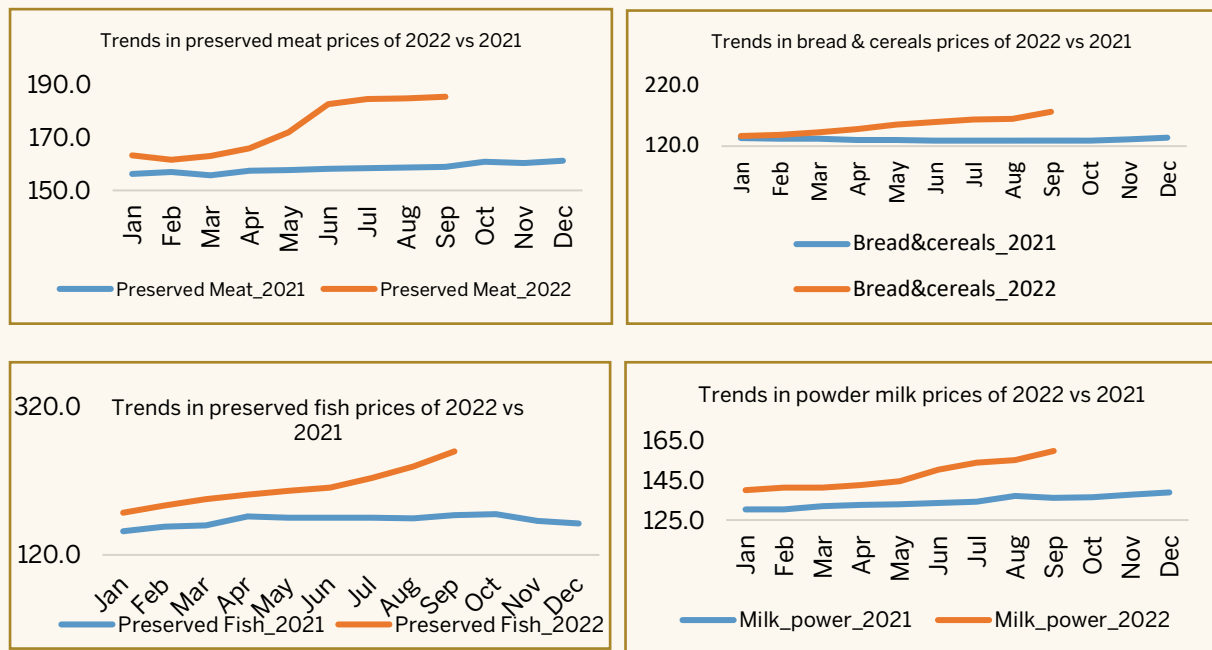 Trends in preserved meat prices of 2022 vs 2021
190.0
170.0
150.0
Jan Feb Mar Apr May Jun Jul Aug Sep Oct Nov Dec
Preserved Meat_2021 Preserved Meat_2022
Trends in bread & cereals prices of 2022 vs 2021
220.0
120.0
Jan Feb Mar Apr May Jun Jul Aug Sep Oct Nov Dec
Bread&cereals_2021
Bread&cereals_2022
320.0
Trends in preserved fish prices of 2022 vs
2021
120.0
Jan Feb Mar Apr May Jun Jul Aug Sep Oct Nov Dec
Preserved Fish_2021 Preserved Fish_2022
Trends in powder milk prices of 2022 vs 2021
165.0
145.0
125.0
Jan Feb Mar Apr May Jun Jul Aug Sep Oct Nov Dec
Milk_power_2021 Milk_power_2022